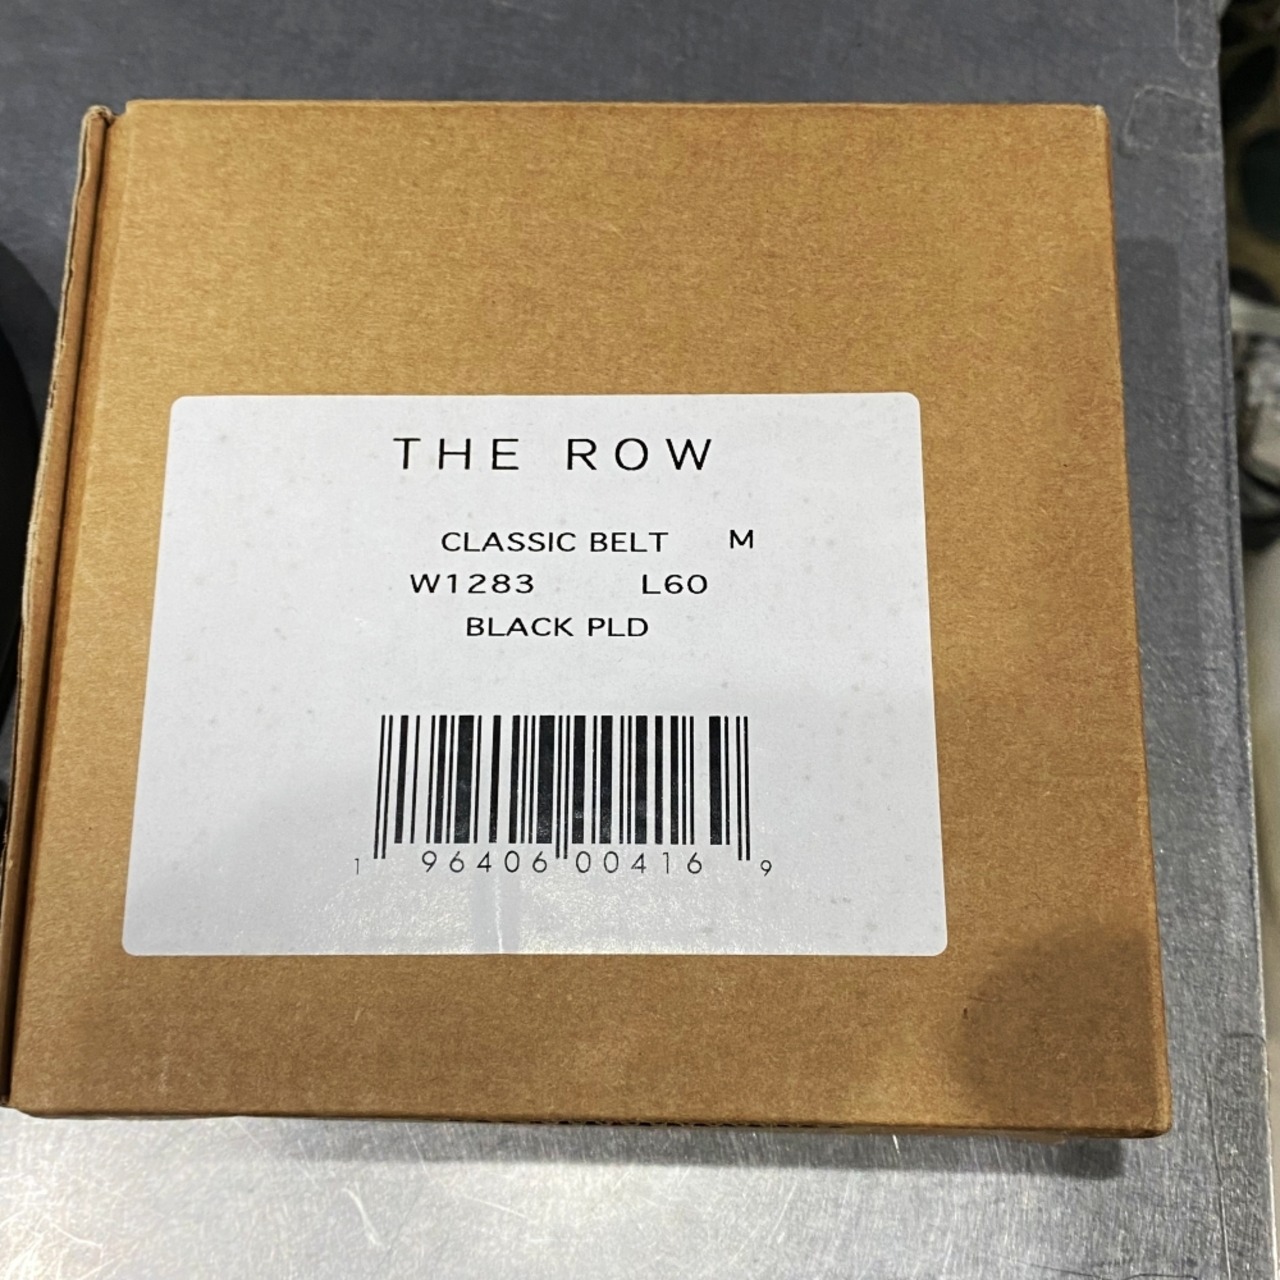 THE ROW
CLASSIC BELT M
W1283 L60
BLACK PLD
1 96406 00416 9